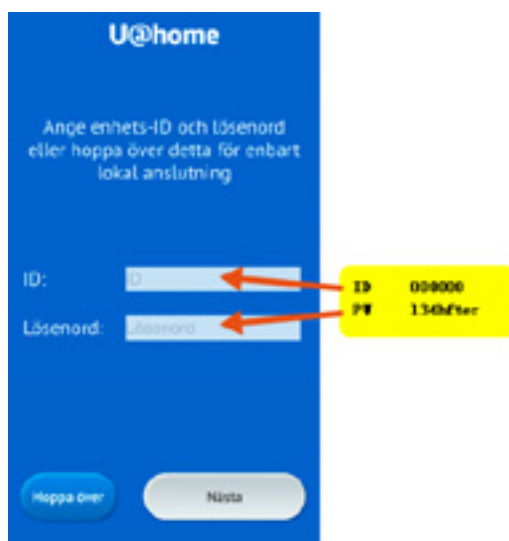 U@home
Ange enhets-ID och lösenord
eller hoppa över detta för enbart
lokal anslutning
ID:
ID
ID 000000
Lösenord:
Lösenord
PW
Hoppa över
Nästa